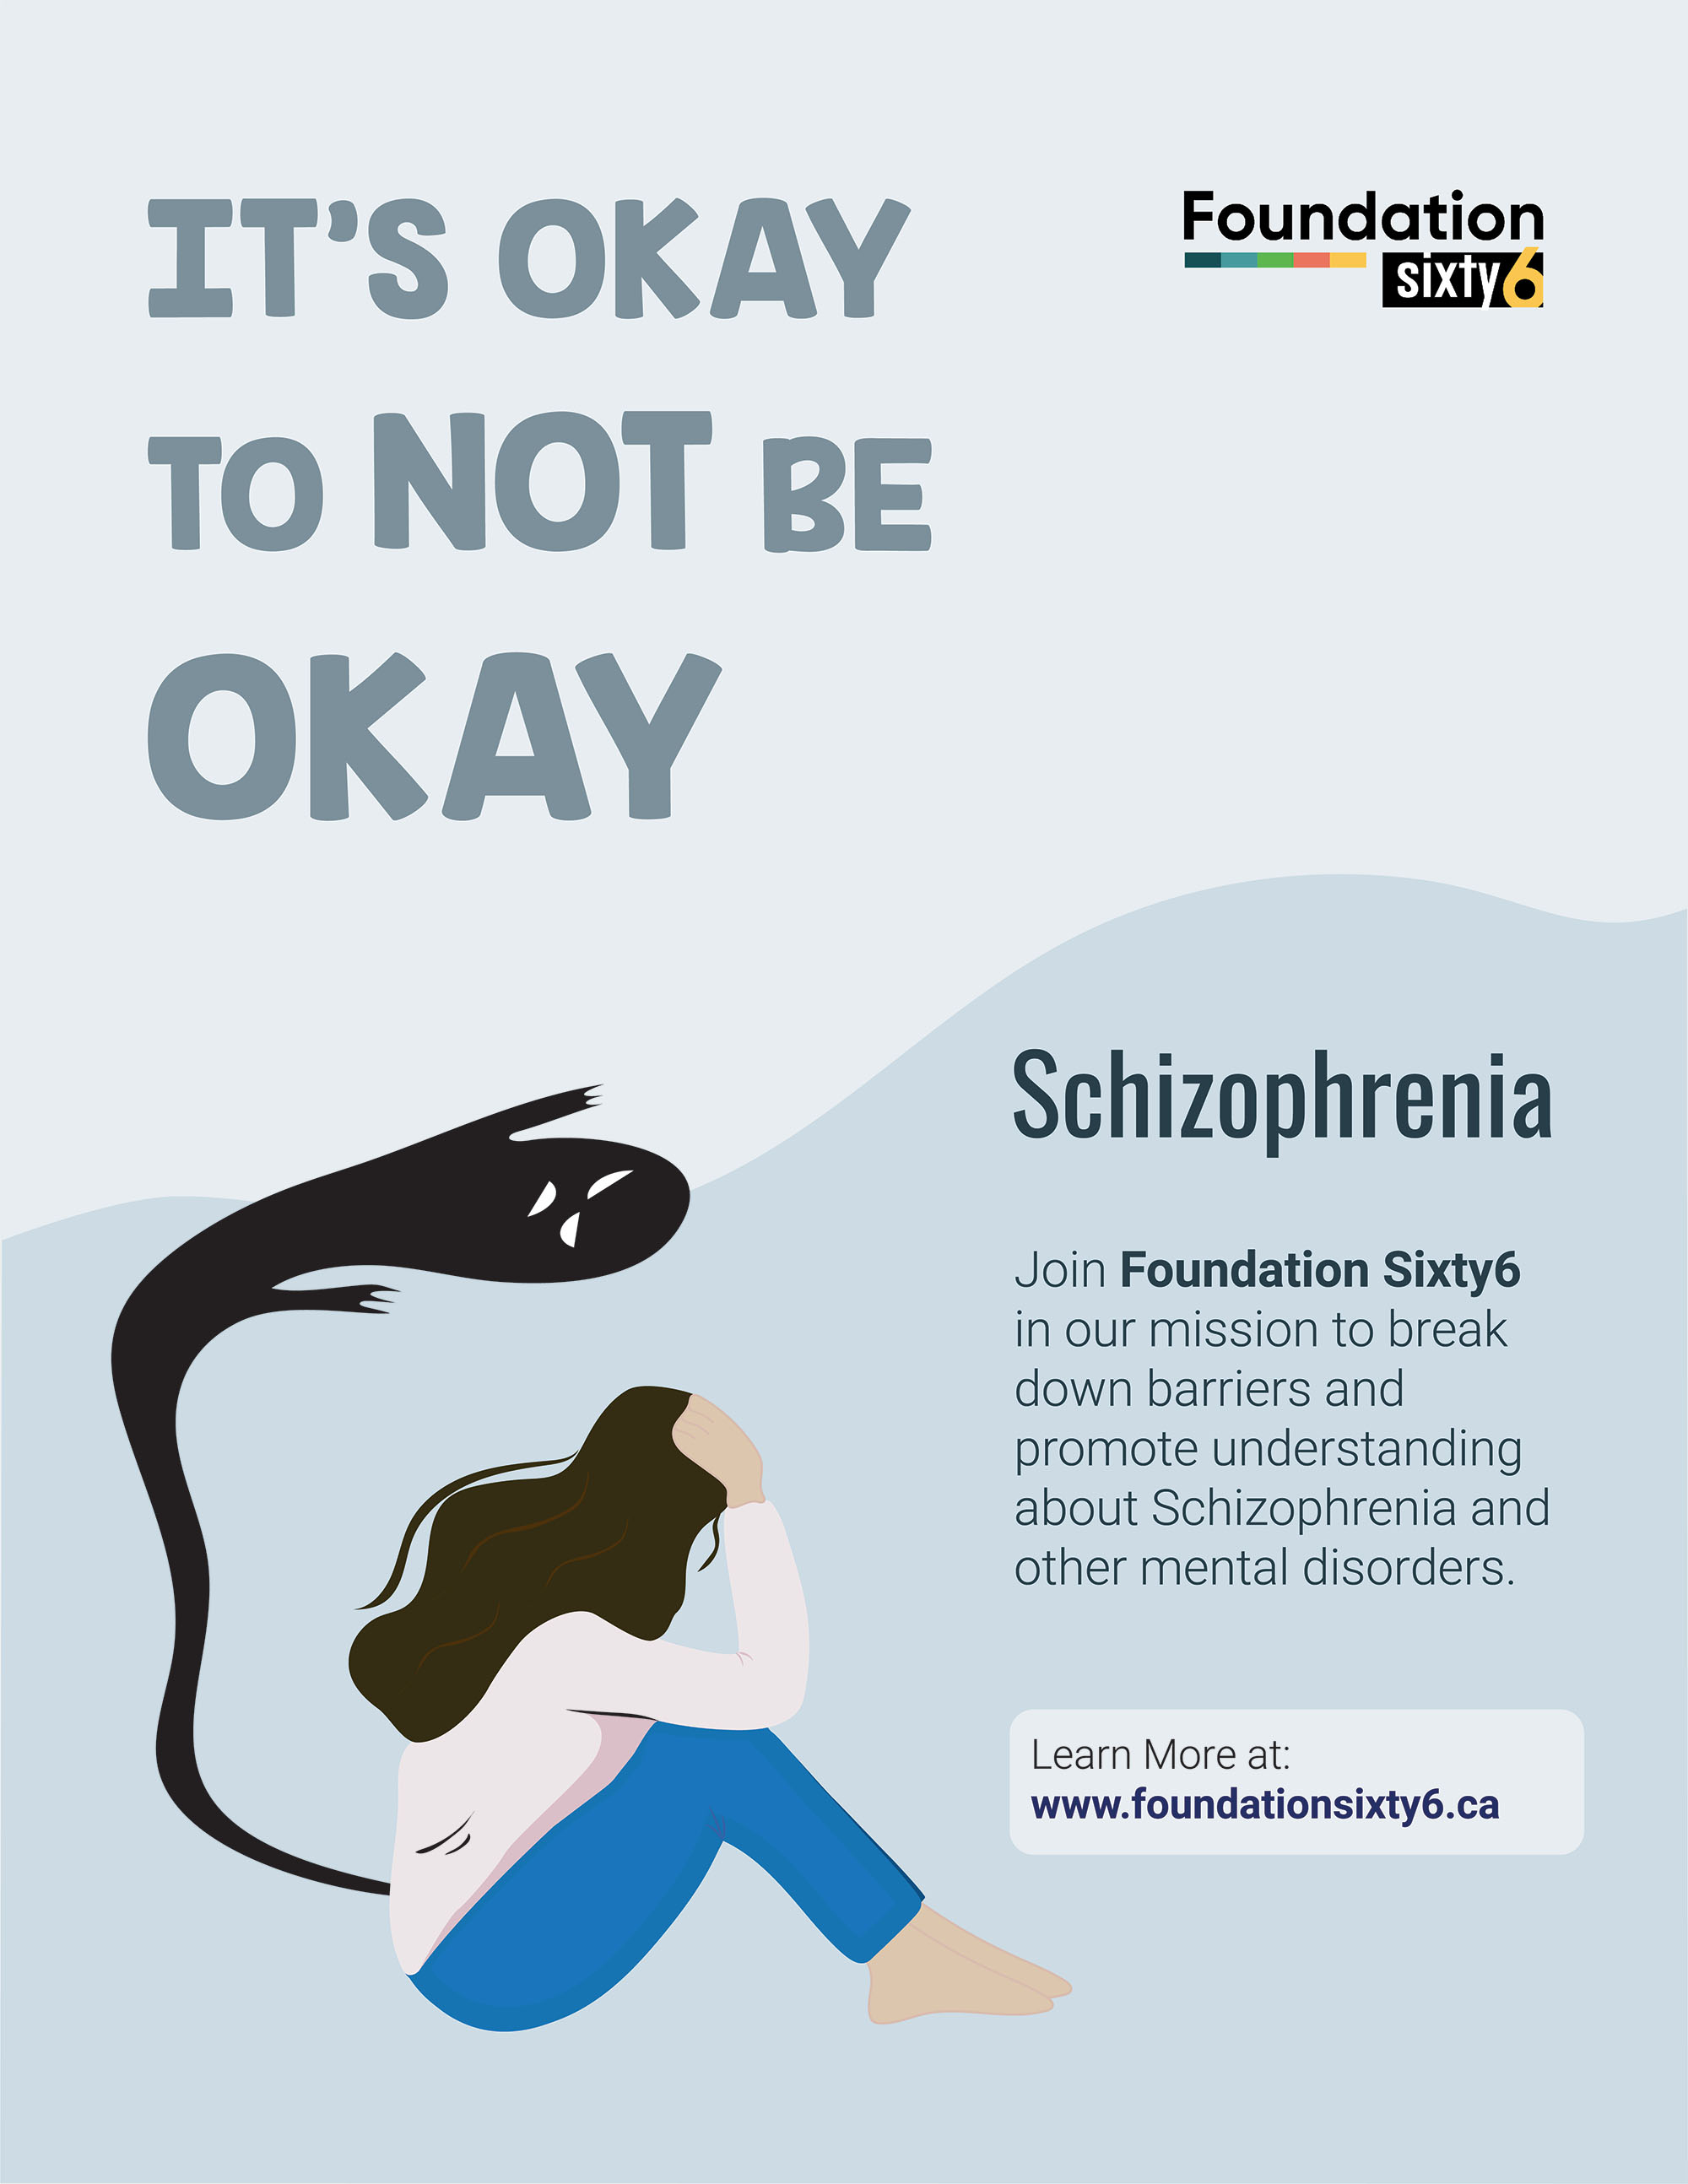 IT'S OKAY
TO NOT BE
OKAY
Foundation
sixty6
Schizophrenia
Join Foundation Sixty6
in our mission to break
down barriers and
promote understanding
about Schizophrenia and
other mental disorders.
Learn More at:
www.foundationsixty6.ca